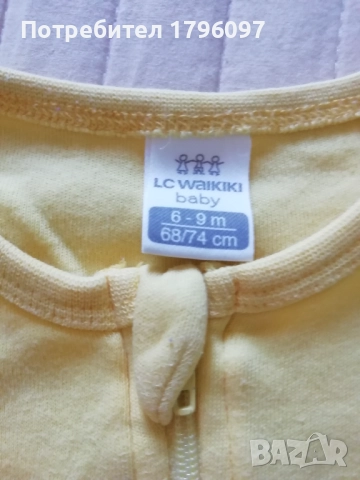 Потребител 1796097
LC WAIKIKI
baby
6 - 9 m
68/74 cm
BAZAR